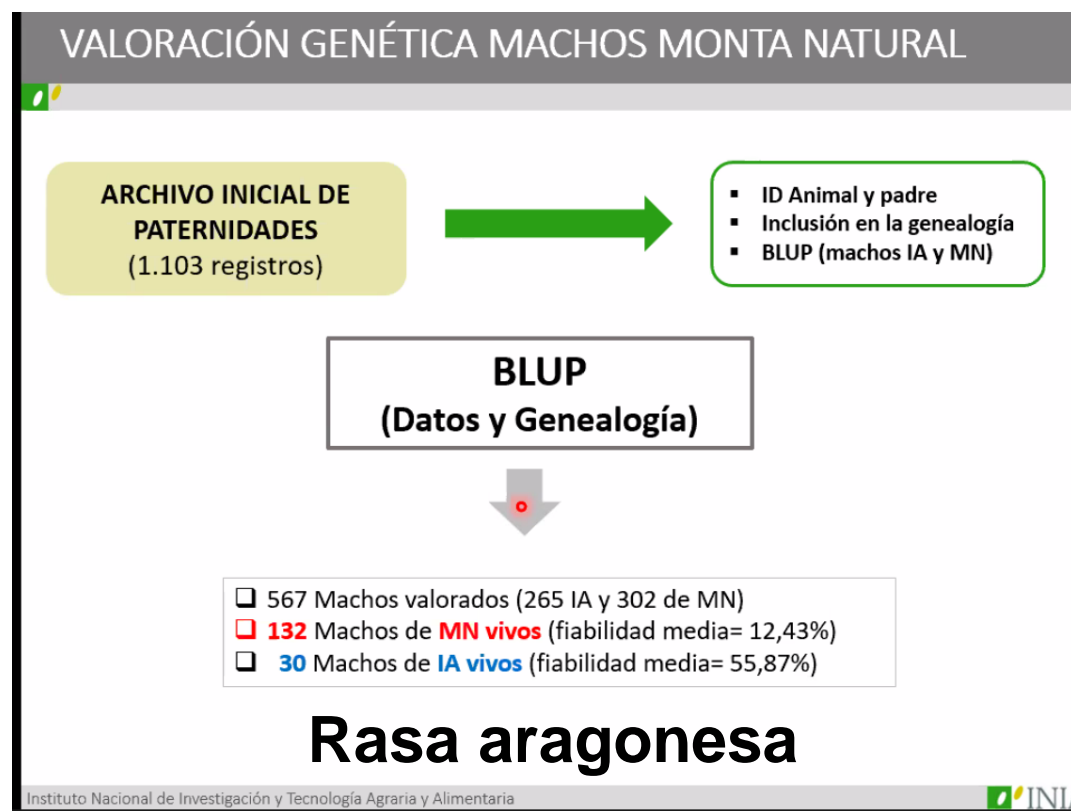 VALORACIÓN GENÉTICA MACHOS MONTA NATURAL
ARCHIVO INICIAL DE
PATERNIDADES
(1.103 registros)
▪ ID Animal y padre
▪ Inclusión en la genealogía
▪ BLUP (machos IA y MN)
BLUP
(Datos y Genealogía)
❑ 567 Machos valorados (265 IA y 302 de MN)
❑ 132 Machos de MN vivos (fiabilidad media= 12,43%)
❑ 30 Machos de IA vivos (fiabilidad media= 55,87%)
Rasa aragonesa
Instituto Nacional de Investigación y Tecnología Agraria y Alimentaria